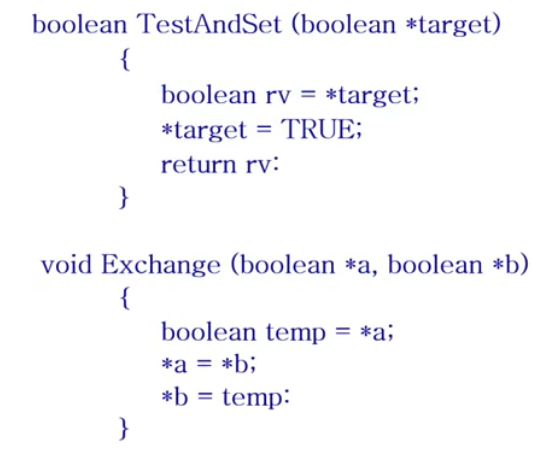 boolean TestAndSet (boolean *target)
{
boolean rv = *target;
*target = TRUE;
return rv:
}
void Exchange (boolean *a, boolean *b)
{
boolean temp = *a;
*a = *b;
*b = temp:
}